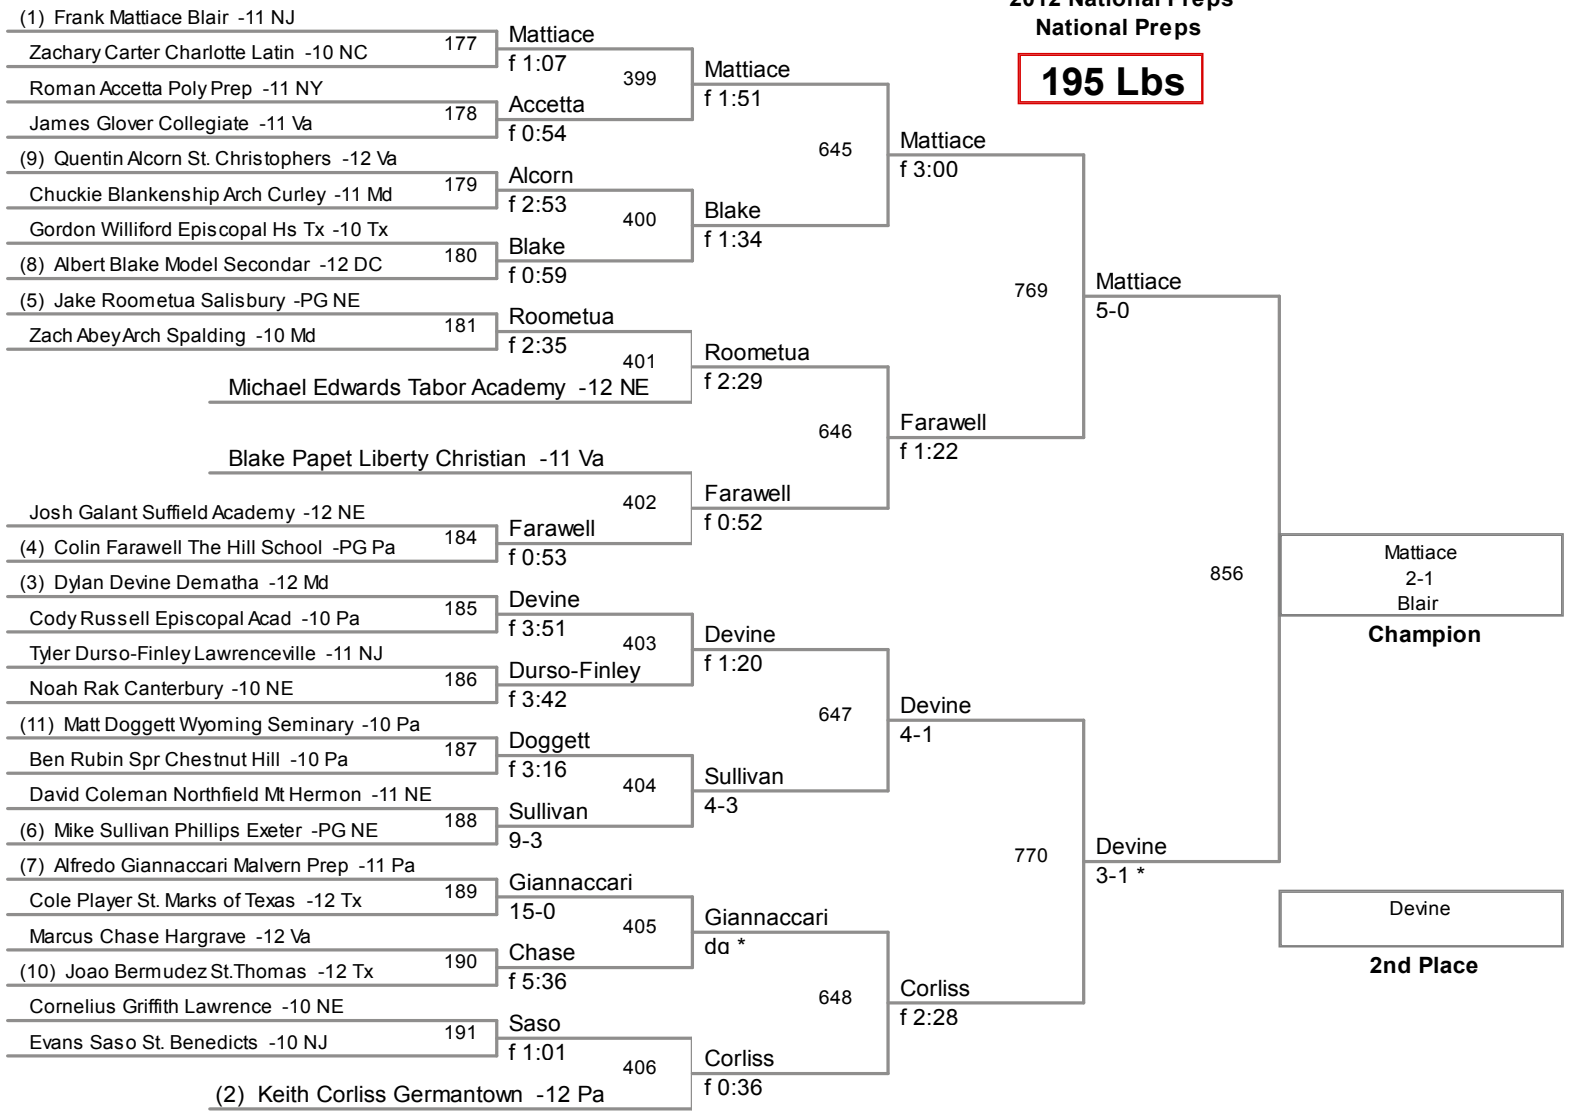 2012 National Preps
National Preps
195 Lbs
(1) Frank Mattiace Blair -11 NJ
177
Zachary Carter Charlotte Latin -10 NC
Roman Accetta Poly Prep -11 NY
178
James Glover Collegiate -11 Va
(9) Quentin Alcorn St. Christophers -12 Va
179
Chuckie Blankenship Arch Curley -11 Md
Gordon Williford Episcopal Hs Tx -10 Tx
180
(8) Albert Blake Model Secondar -12 DC
(5) Jake Roometua Salisbury -PG NE
181
Zach Abey Arch Spalding -10 Md
Michael Edwards Tabor Academy -12 NE
Blake Papet Liberty Christian -11 Va
Josh Galant Suffield Academy -12 NE
184
(4) Colin Farawell The Hill School -PG Pa
(3) Dylan Devine Dematha -12 Md
185
Cody Russell Episcopal Acad -10 Pa
Tyler Durso-Finley Lawrenceville -11 NJ
186
Noah Rak Canterbury -10 NE
(11) Matt Doggett Wyoming Seminary -10 Pa
187
Ben Rubin Spr Chestnut Hill -10 Pa
David Coleman Northfield Mt Hermon -11 NE
188
(6) Mike Sullivan Phillips Exeter -PG NE
(7) Alfredo Giannaccari Malvern Prep -11 Pa
189
Cole Player St. Marks of Texas -12 Tx
Marcus Chase Hargrave -12 Va
190
(10) Joao Bermudez St.Thomas -12 Tx
Cornelius Griffith Lawrence -10 NE
191
Evans Saso St. Benedicts -10 NJ
(2) Keith Corliss Germantown -12 Pa
Mattiace
f 1:07
399
Accetta
f 0:54
Alcorn
f 2:53
400
Blake
f 0:59
Roometua
f 2:35
401
402
Farawell
f 0:53
Devine
f 3:51
403
Durso-Finley
f 3:42
Doggett
f 3:16
404
Sullivan
9-3
Giannaccari
15-0
405
Chase
f 5:36
Saso
f 1:01
406
Mattiace
f 1:51
645
Blake
f 1:34
Roometua
f 2:29
646
Farawell
f 0:52
Devine
f 1:20
647
Sullivan
4-3
Giannaccari
dq *
648
Corliss
f 0:36
Mattiace
f 3:00
769
Farawell
f 1:22
Devine
4-1
770
Corliss
f 2:28
Mattiace
5-0
856
Devine
3-1 *
Mattiace
2-1
Blair
Champion
Devine
2nd Place